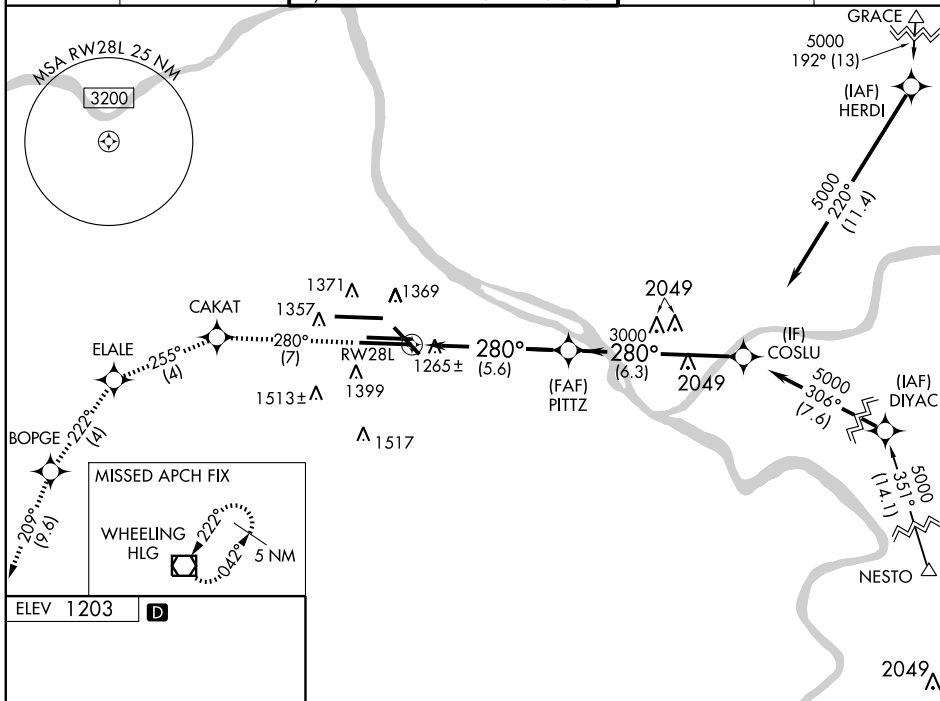 MSA RW28L 25 NM
3200
GRACE
5000
192° (13)
(IAF)
HERDI
5000
220°
(11.4)
1371
1369
1357
CAKAT
ELALE
BOPGE
255°
(4)
280°
(7)
RW28L
1265±
280°
(5.6)
(FAF)
PITTZ
3000
280°
(6.3)
2049
2049
(IF)
COSLU
5000
306°
(7.6)
(IAF)
DIYAC
1513±
1399
1517
222°
(4)
209°
(9.6)
5000
351°
(14.1)
NESTO
MISSED APCH FIX
WHEELING
HLG
222°
042°
5 NM
ELEV 1203
D
2049